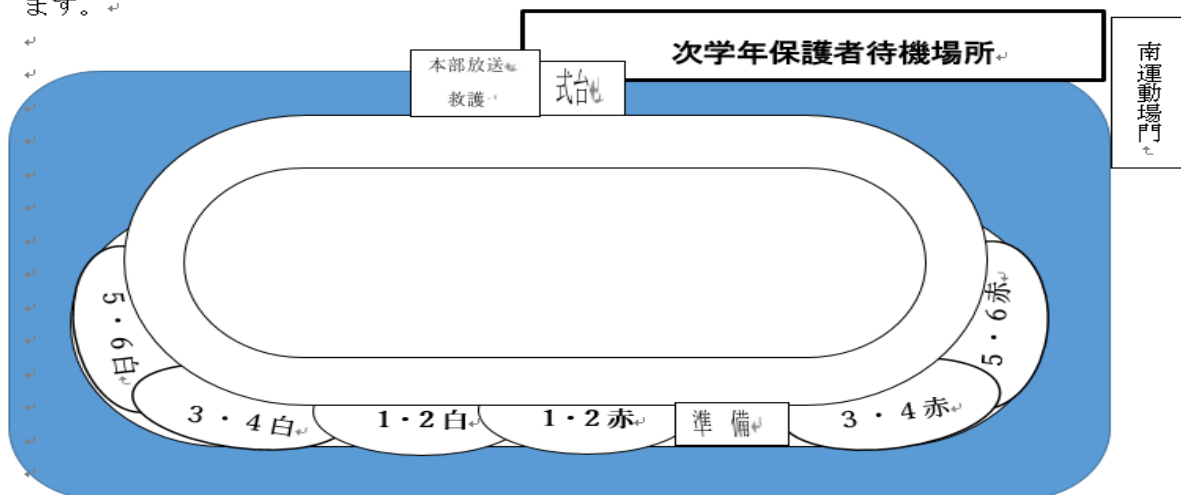 ます。
次学年保護者待機場所
南運動場門
本部放送
救護
式台
5・6白
5・6赤
3・4白
1・2白
1・2赤
準 備
3・4赤